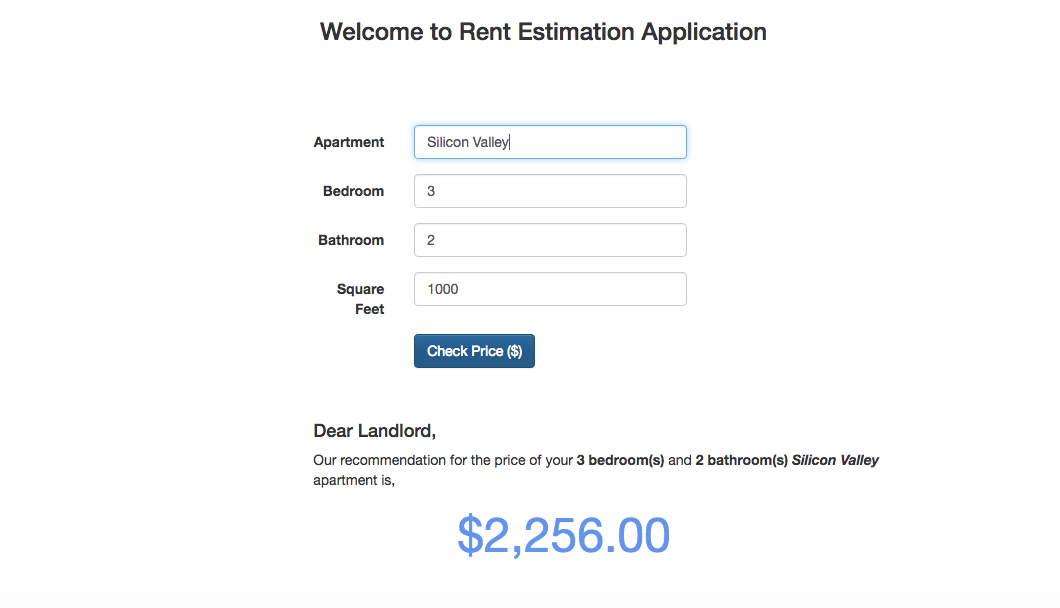 Welcome to Rent Estimation Application
Apartment
Silicon Valley
Bedroom
3
Bathroom
2
Square
Feet
1000
Check Price ($)
Dear Landlord,
Our recommendation for the price of your 3 bedroom(s) and 2 bathroom(s) Silicon Valley
apartment is,
$2,256.00